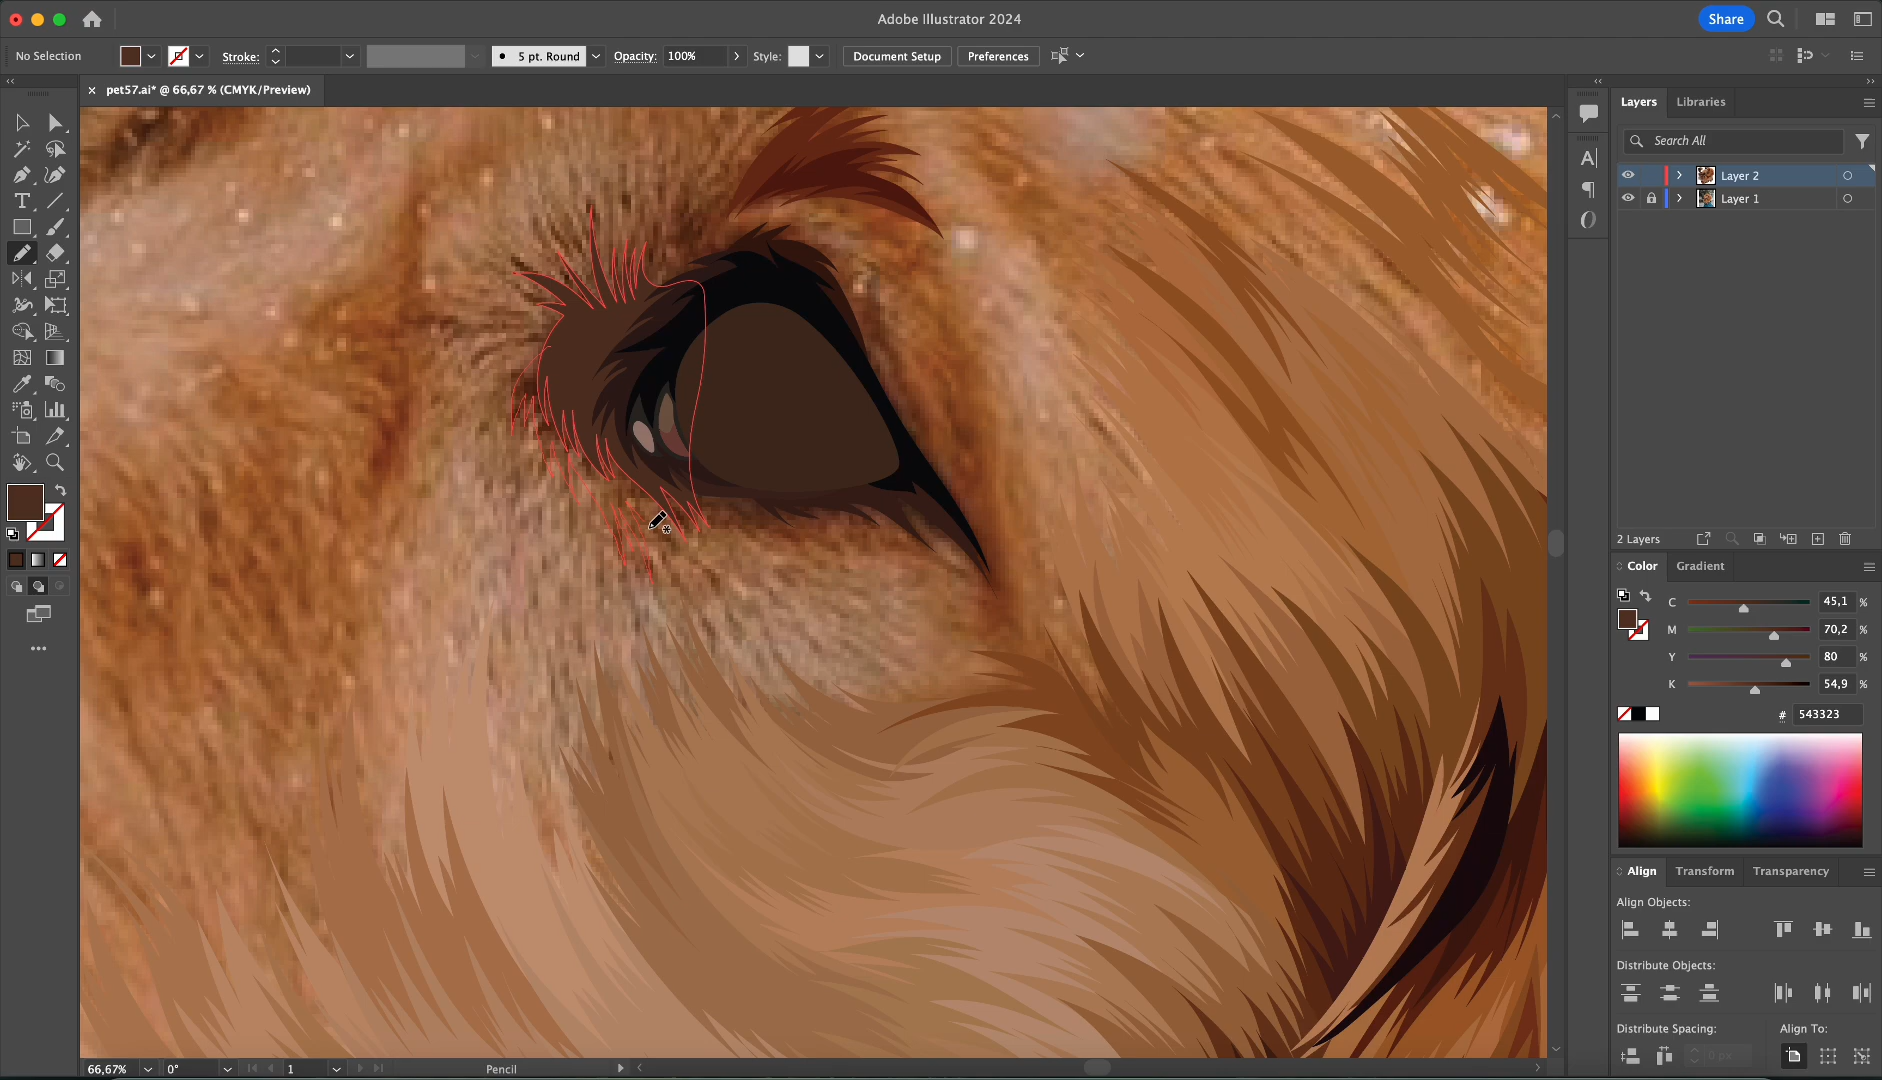 Adobe Illustrator 2024
Share
No Selection
Stroke:
5 pt. Round
Opacity:
100%
Style:
Document Setup
Preferences
pet57.ai* @ 66,67 % (CMYK/Preview)
Layers
Libraries
Search All
Layer 2
Layer 1
2 Layers
Color
Gradient
C 45,1 %
M 70,2 %
Y 80 %
K 54,9 %
# 543323
Align
Transform
Transparency
Align Objects:
Distribute Objects:
Distribute Spacing:
Align To:
0 px
66,67%
0°
1
Pencil